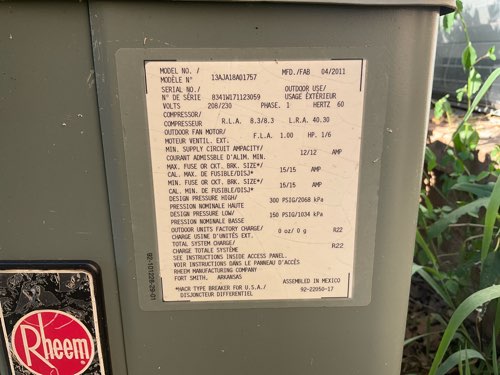 MODEL NO. / 13AJA18A01757 MFD./FAB 04/2011
MODÈLE N°
SERIAL NO./ OUTDOOR USE/
N° DE SÉRIE 8341W171123059 USAGE EXTÉRIEUR
VOLTS 208/230 PHASE. 1 HERTZ 60
COMPRESSOR/ R.L.A. 8.3/8.3 L.R.A. 40.30
COMPRESSEUR
OUTDOOR FAN MOTOR/ F.L.A. 1.00 HP. 1/6
MOTEUR VENTIL. EXT.
MIN. SUPPLY CIRCUIT AMPACITY/ 12/12 AMP
COURANT ADMISSIBLE D'ALIM. MIN.
MAX. FUSE OR CKT. BRK. SIZE*/ 15/15 AMP
CAL. MAX. DE FUSIBLE/DISJ*
MIN. FUSE OR CKT. BRK. SIZE*/ 15/15 AMP
CAL. MIN. DE FUSIBLE/DISJ*
DESIGN PRESSURE HIGH/ 300 PSIG/2068 kPa
PRESSION NOMINALE HAUTE
DESIGN PRESSURE LOW/ 150 PSIG/1034 kPa
PRESSION NOMINALE BASSE
OUTDOOR UNITS FACTORY CHARGE/ 0 oz/ 0 g R22
CHARGE USINE D'UNITÉS EXT.
TOTAL SYSTEM CHARGE/ R22
CHARGE TOTALE SYSTÈME
SEE INSTRUCTIONS INSIDE ACCESS PANEL
VOIR INSTRUCTIONS DANS LE PANNEAU D'ACCÈS
RHEEM MANUFACTURING COMPANY
FORT SMITH, ARKANSAS ASSEMBLED IN MEXICO
*HACR TYPE BREAKER FOR U.S.A./ 92-22950-17
DISJONCTEUR DIFFERENTIEL
92-101228-29-01
Rheem